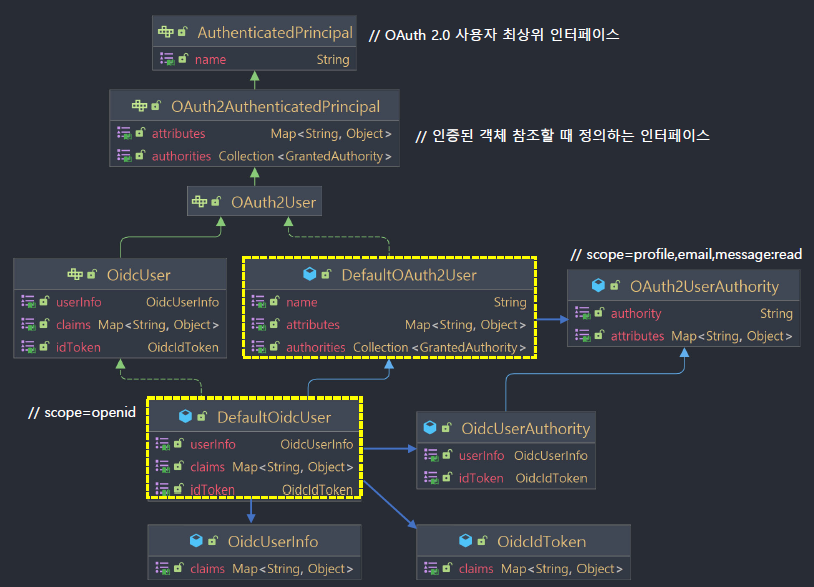 AuthenticatedPrincipal
// OAuth 2.0 사용자 최상위 인터페이스
name String
OAuth2AuthenticatedPrincipal
attributes Map<String, Object>
// 인증된 객체 참조할 때 정의하는 인터페이스
authorities Collection <GrantedAuthority>
OAuth2User
// scope=profile,email,message:read
OidcUser
userInfo OidcUserInfo
claims Map<String, Object>
idToken OidcIdToken
DefaultOAuth2User
name String
attributes Map<String, Object>
authorities Collection <GrantedAuthority>
OAuth2UserAuthority
authority String
attributes Map<String, Object>
// scope=openid
DefaultOidcUser
userInfo OidcUserInfo
claims Map<String, Object>
idToken OidcIdToken
OidcUserAuthority
userInfo OidcUserInfo
idToken OidcIdToken
OidcUserInfo
claims Map<String, Object>
OidcIdToken
claims Map<String, Object>